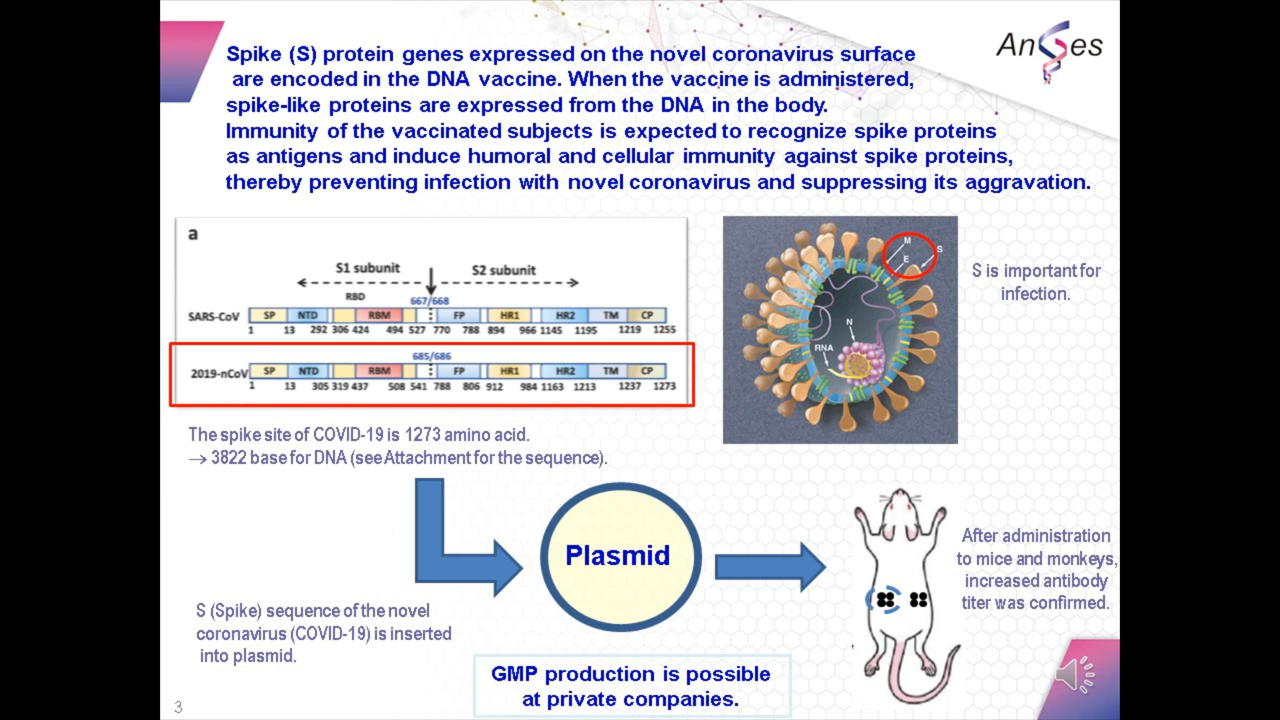 AnGes
Spike (S) protein genes expressed on the novel coronavirus surface
are encoded in the DNA vaccine. When the vaccine is administered,
spike-like proteins are expressed from the DNA in the body.
Immunity of the vaccinated subjects is expected to recognize spike proteins
as antigens and induce humoral and cellular immunity against spike proteins,
thereby preventing infection with novel coronavirus and suppressing its aggravation.
a
S1 subunit S2 subunit
RBD 667/668
SARS-CoV SP NTD RBM FP HR1 HR2 TM CP
1 13 292 306 424 494 527 770 788 894 966 1145 1195 1219 1255
685/686
2019-nCoV SP NTD RBM FP HR1 HR2 TM CP
1 13 305 319 437 508 541 788 806 912 984 1163 1213 1237 1273
M
S
E
N
RNA
S is important for
infection.
The spike site of COVID-19 is 1273 amino acid.
→ 3822 base for DNA (see Attachment for the sequence).
Plasmid
S (Spike) sequence of the novel
coronavirus (COVID-19) is inserted
into plasmid.
After administration
to mice and monkeys,
increased antibody
titer was confirmed.
GMP production is possible
at private companies.
3